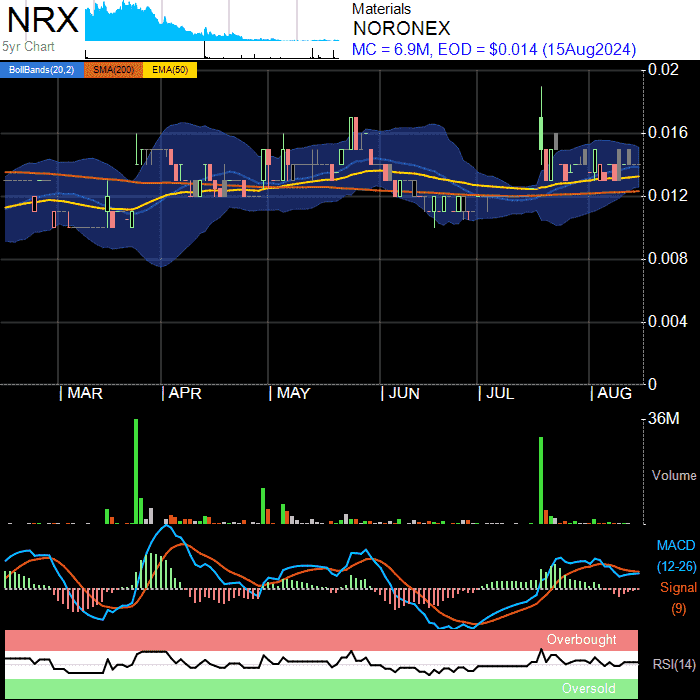 NRX
5yr Chart
Materials
NORONEX
MC = 6.9M, EOD = $0.014 (15Aug2024)
BollBands(20,2) SMA(200) EMA(50)
0.02
0.016
0.012
0.008
0.004
0
MAR APR MAY JUN JUL AUG
36M
Volume
MACD
(12-26)
Signal
(9)
Overbought
RSI(14)
Oversold